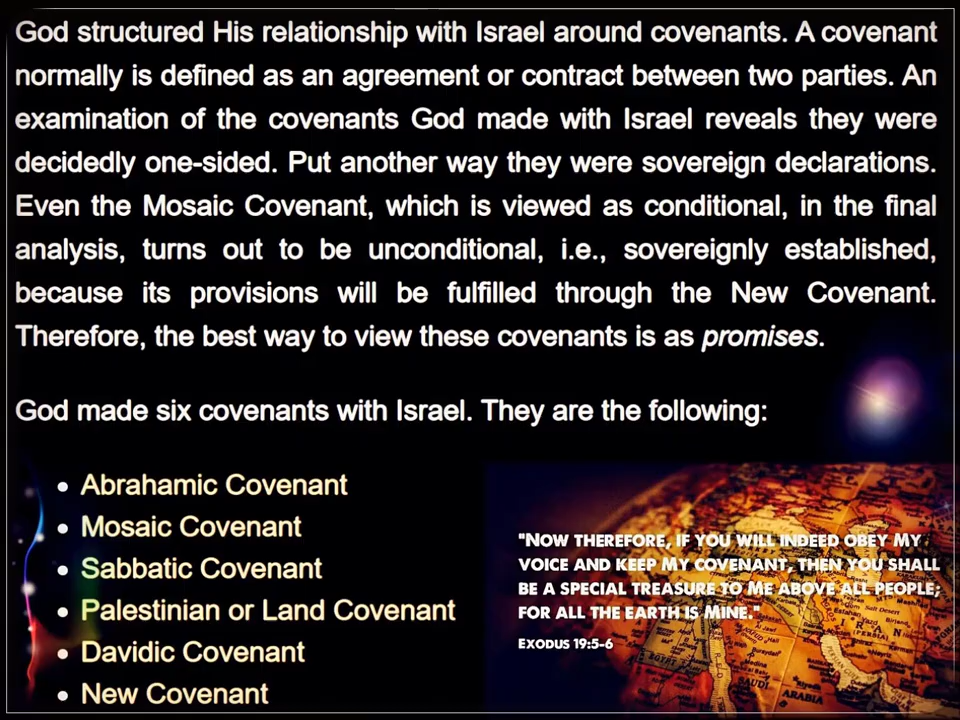 God structured His relationship with Israel around covenants. A covenant
normally is defined as an agreement or contract between two parties. An
examination of the covenants God made with Israel reveals they were
decidedly one-sided. Put another way they were sovereign declarations.
Even the Mosaic Covenant, which is viewed as conditional, in the final
analysis, turns out to be unconditional, i.e., sovereignly established,
because its provisions will be fulfilled through the New Covenant.
Therefore, the best way to view these covenants is as promises.
God made six covenants with Israel. They are the following:
• Abrahamic Covenant
• Mosaic Covenant
• Sabbatic Covenant
• Palestinian or Land Covenant
• Davidic Covenant
• New Covenant
"NOW THEREFORE, IF YOU WILL INDEED OBEY MY
VOICE AND KEEP MY COVENANT, THEN YOU SHALL
BE A SPECIAL TREASURE TO ME ABOVE ALL PEOPLE;
FOR ALL THE EARTH IS MINE."
EXODUS 19:5-6
EGYPT
SAUDI
ARABIA